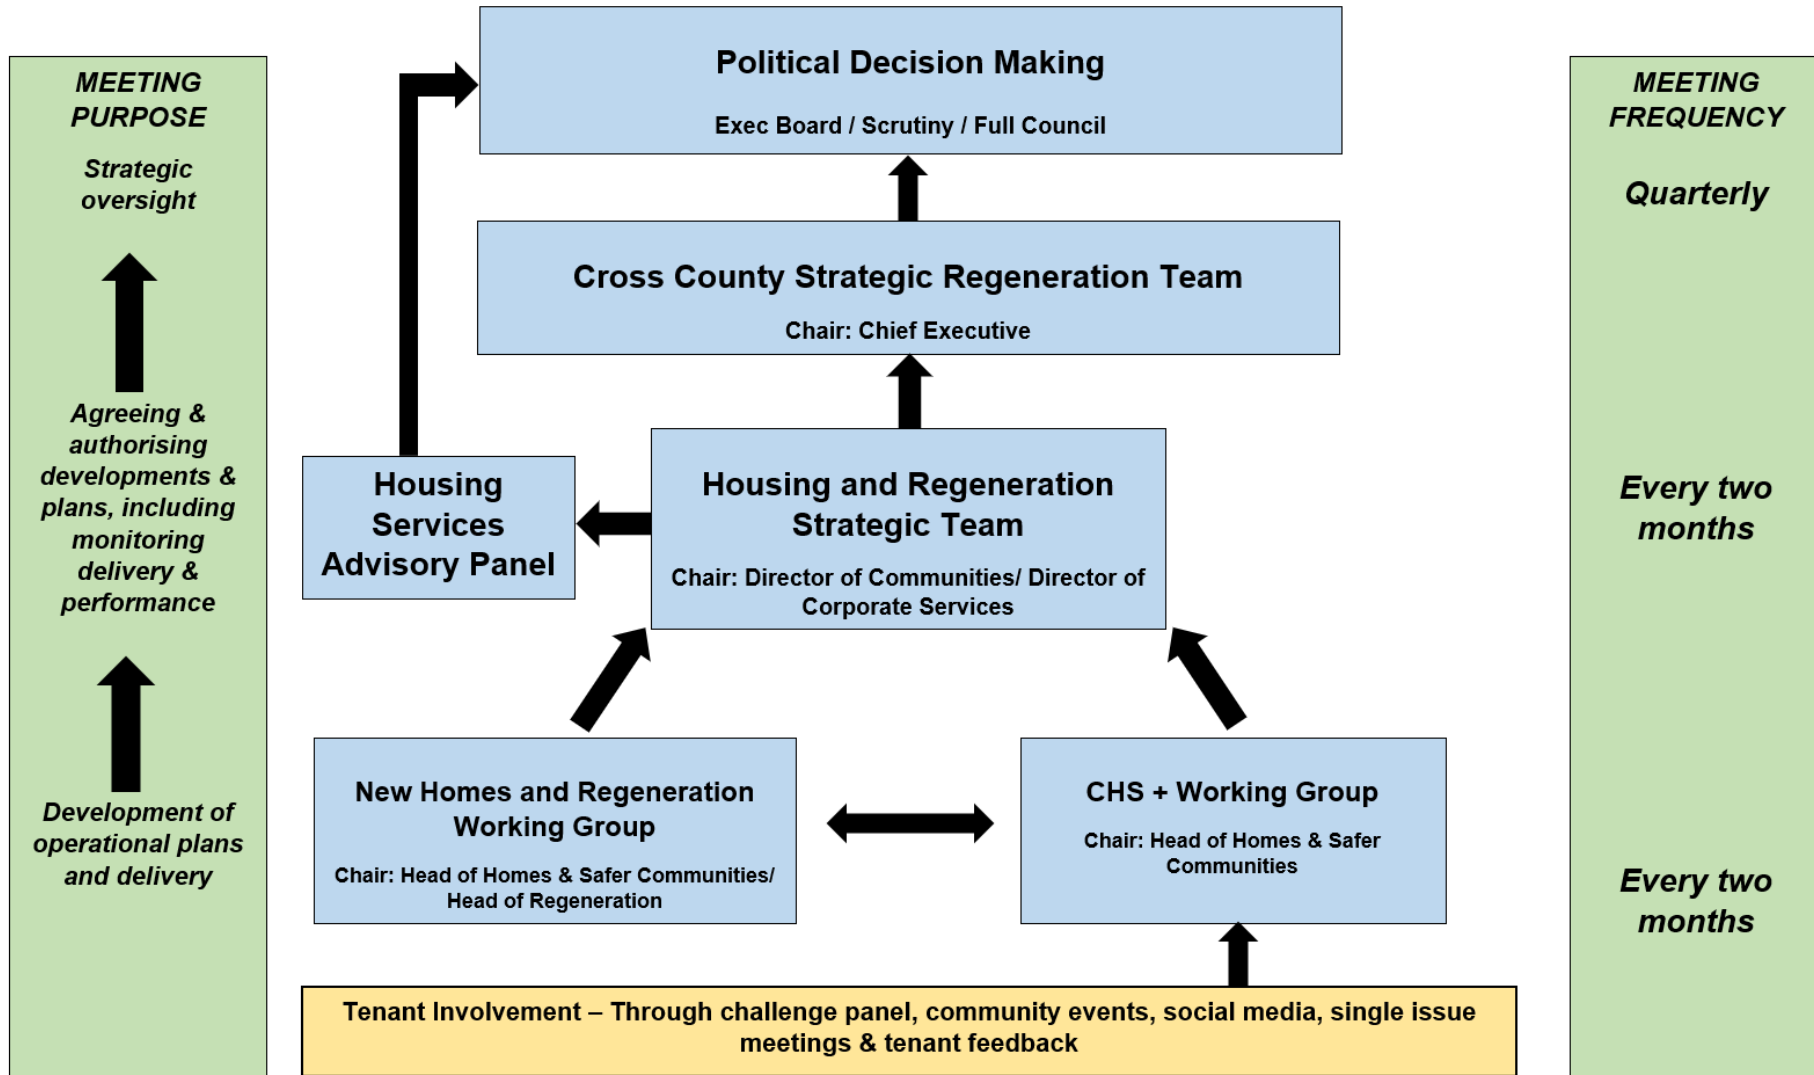 MEETING
PURPOSE
Strategic
oversight
Agreeing &
authorising
developments &
plans, including
monitoring
delivery &
performance
Development of
operational plans
and delivery
Political Decision Making
Exec Board / Scrutiny / Full Council
Cross County Strategic Regeneration Team
Chair: Chief Executive
Housing
Services
Advisory Panel
Housing and Regeneration
Strategic Team
Chair: Director of Communities/ Director of
Corporate Services
New Homes and Regeneration
Working Group
Chair: Head of Homes & Safer Communities/
Head of Regeneration
CHS + Working Group
Chair: Head of Homes & Safer
Communities
Tenant Involvement – Through challenge panel, community events, social media, single issue
meetings & tenant feedback
MEETING
FREQUENCY
Quarterly
Every two
months
Every two
months